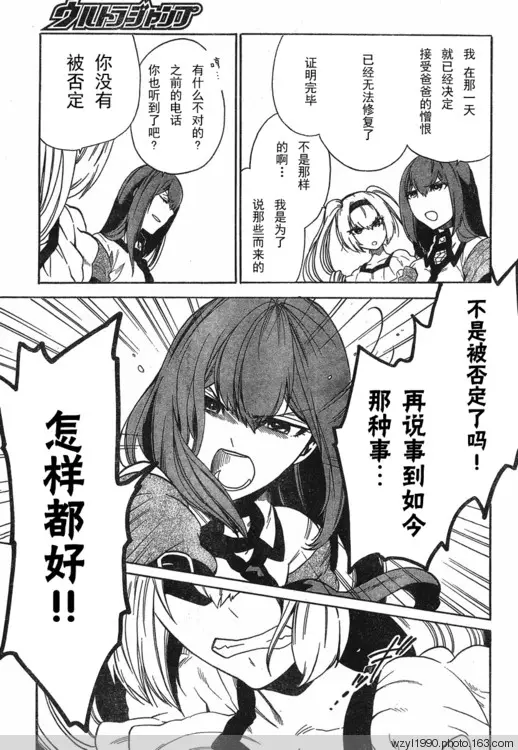 ウルトラジャンプ
我 在那一天
就已经决定
接受爸爸的憎恨
已经无法修复了
证明完毕
不是那样
的啊…
我是为了
说那些而来的
唔…
有什么不对的?
之前的电话
你也听到了吧?
你没有
被否定
不是被否定了吗!
再说事到如今
那种事…
怎样都好!!
wzyl1990.photo.163.com